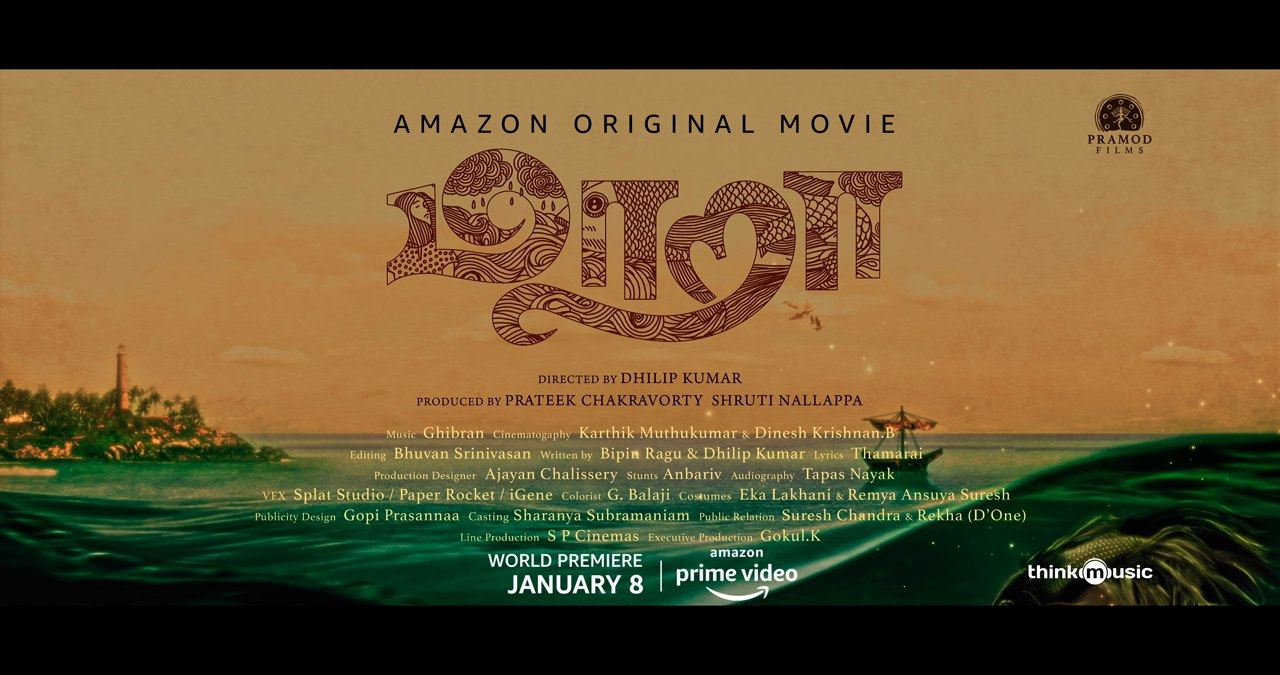 AMAZON ORIGINAL MOVIE
PRAMOD
FILMS
மாறா
DIRECTED BY DHILIP KUMAR
PRODUCED BY PRATEEK CHAKRAVORTY SHRUTI NALLAPPA
Music Ghibran Cinematogaphy Karthik Muthukumar & Dinesh Krishnan.B
Editing Bhuvan Srinivasan Written by Bipin Ragu & Dhilip Kumar Lyrics Thamarai
Production Designer Ajayan Chalissery Stunts Anbariv Audiography Tapas Nayak
VFX Splat Studio / Paper Rocket / iGene Colorist G. Balaji Costumes Eka Lakhani & Remya Ansuya Suresh
Publicity Design Gopi Prasannaa Casting Sharanya Subramaniam Public Relation Suresh Chandra & Rekha (D'One)
Line Production S P Cinemas Executive Production Gokul.K
WORLD PREMIERE
JANUARY 8
amazon
prime video
thinkmusic